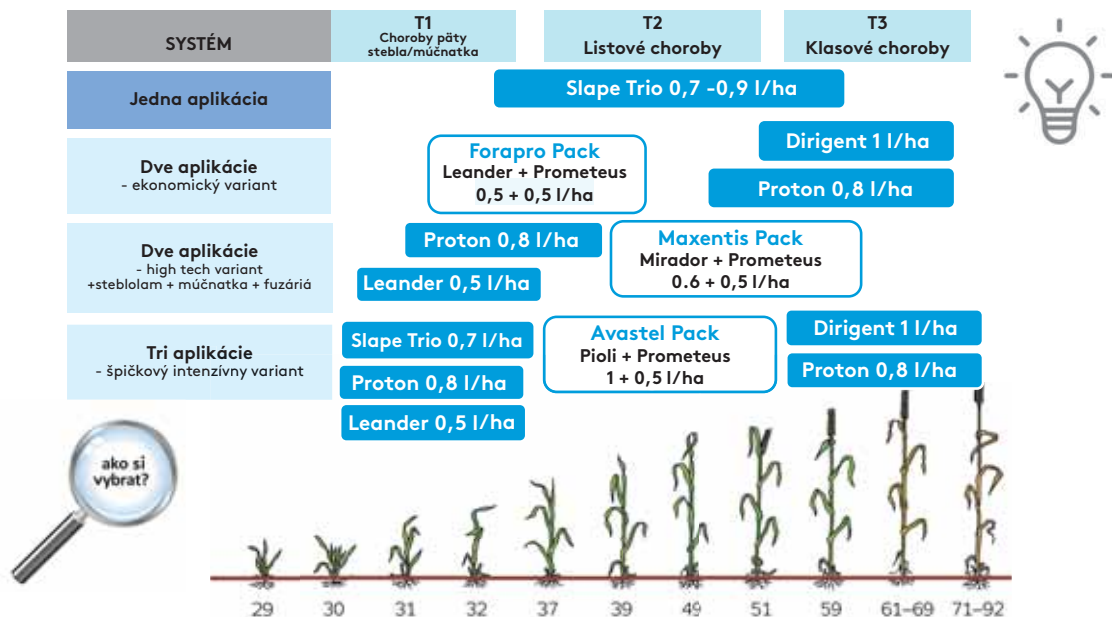 SYSTÉM
T1
Choroby päty
stebla/múčnatka
T2
Listové choroby
T3
Klasové choroby
Jedna aplikácia
Slape Trio 0,7 -0,9 l/ha
Dve aplikácie
- ekonomický variant
Forapro Pack
Leander + Prometeus
0,5 + 0,5 l/ha
Dirigent 1 l/ha
Proton 0,8 l/ha
Dve aplikácie
- high tech variant
+steblolam + múčnatka + fuzáriá
Proton 0,8 l/ha
Leander 0,5 l/ha
Maxentis Pack
Mirador + Prometeus
0.6 + 0,5 l/ha
Tri aplikácie
- špičkový intenzívny variant
Slape Trio 0,7 l/ha
Proton 0,8 l/ha
Leander 0,5 l/ha
Avastel Pack
Pioli + Prometeus
1 + 0,5 l/ha
Dirigent 1 l/ha
Proton 0,8 l/ha
ako si
vybrat?
29 30 31 32 37 39 49 51 59 61–69 71–92